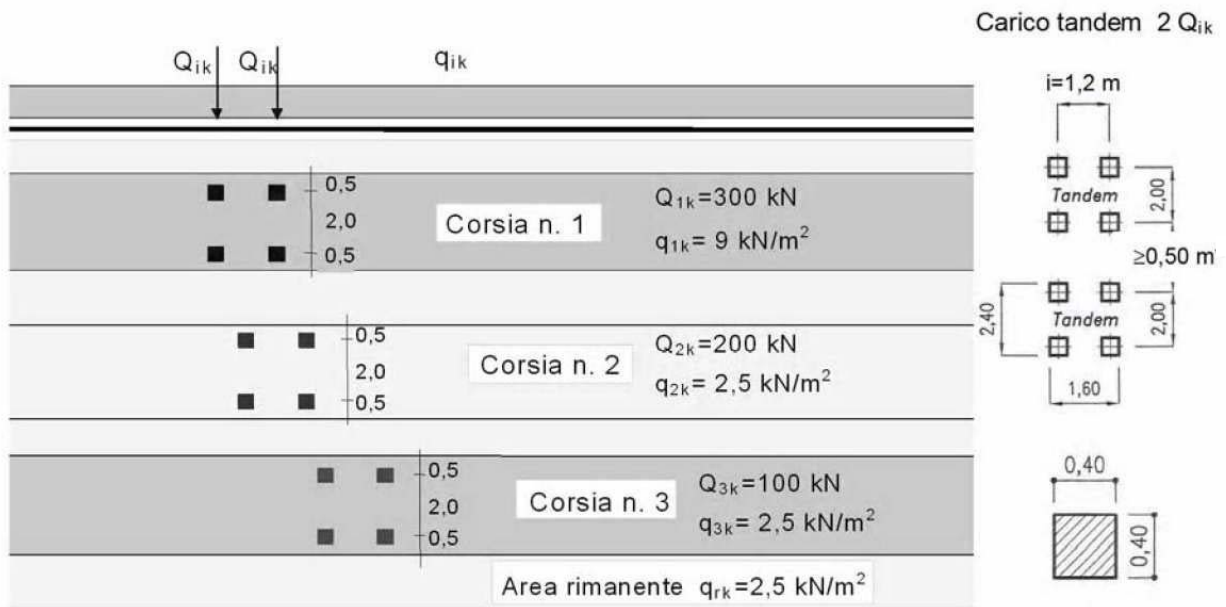 Carico tandem 2 Qik
Qik Qik qik
i=1,2 m
0,5
2,0
0,5
Corsia n. 1
Q1k=300 kN
q1k= 9 kN/m²
Tandem
2,00
≥0,50 m
0,5
2,0
0,5
Corsia n. 2
Q2k=200 kN
q2k= 2,5 kN/m²
2,40
Tandem
2,00
1,60
0,5
2,0
0,5
Corsia n. 3
Q3k=100 kN
q3k= 2,5 kN/m²
0,40
0,40
Area rimanente qrk=2,5 kN/m²